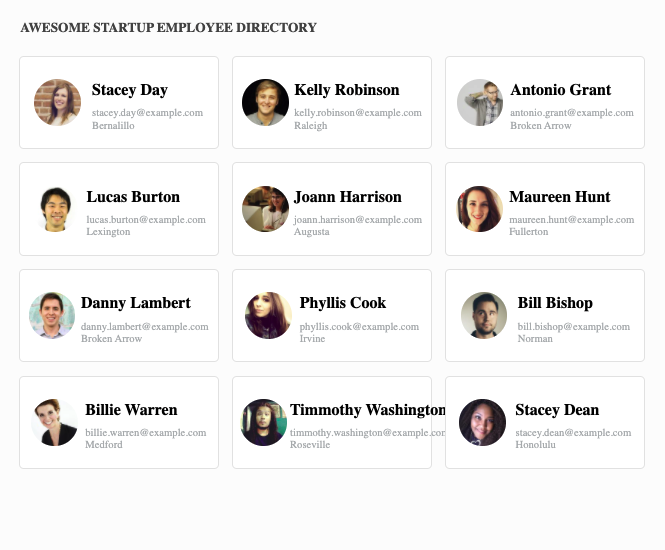 AWESOME STARTUP EMPLOYEE DIRECTORY
Stacey Day
stacey.day@example.com
Bernalillo
Kelly Robinson
kelly.robinson@example.com
Raleigh
Antonio Grant
antonio.grant@example.com
Broken Arrow
Lucas Burton
lucas.burton@example.com
Lexington
Joann Harrison
joann.harrison@example.com
Augusta
Maureen Hunt
maureen.hunt@example.com
Fullerton
Danny Lambert
danny.lambert@example.com
Broken Arrow
Phyllis Cook
phyllis.cook@example.com
Irvine
Bill Bishop
bill.bishop@example.com
Norman
Billie Warren
billie.warren@example.com
Medford
Timmothy Washington
timmothy.washington@example.co
Roseville
Stacey Dean
stacey.dean@example.com
Honolulu